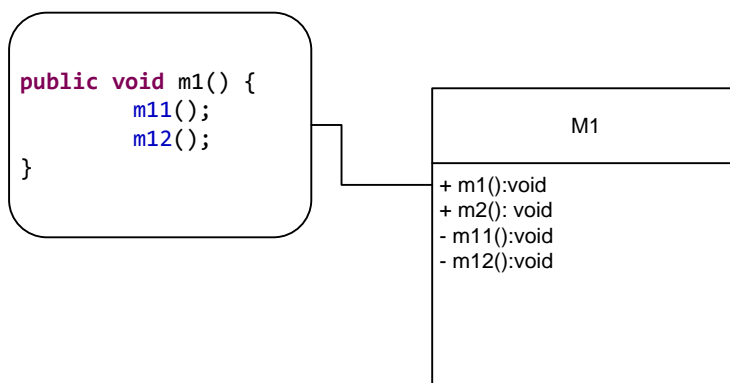 public void m1() {
m11();
m12();
}
M1
+ m1():void
+ m2(): void
- m11():void
- m12():void